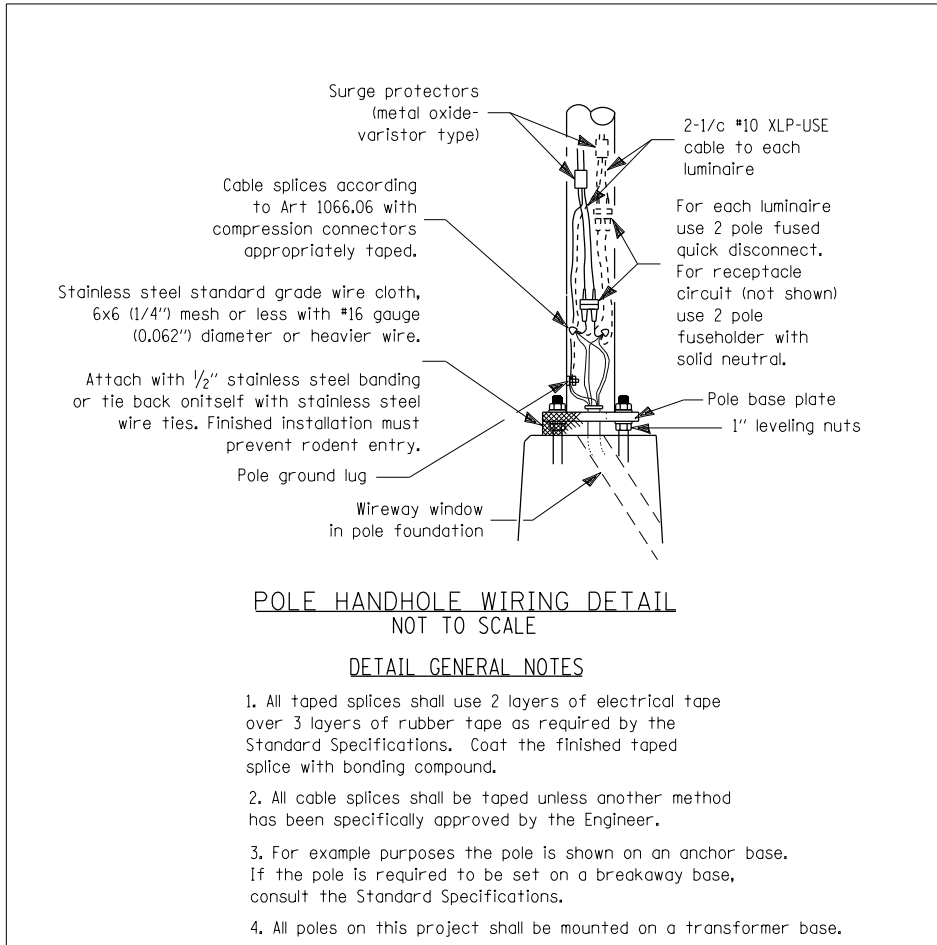 Surge protectors
(metal oxide-
varistor type)
2-1/c #10 XLP-USE
cable to each
luminaire
Cable splices according
to Art 1066.06 with
compression connectors
appropriately taped.
For each luminaire
use 2 pole fused
quick disconnect.
For receptacle
circuit (not shown)
use 2 pole
fuseholder with
solid neutral.
Stainless steel standard grade wire cloth,
6x6 (1/4") mesh or less with #16 gauge
(0.062") diameter or heavier wire.
Attach with 1/2" stainless steel banding
or tie back onitself with stainless steel
wire ties. Finished installation must
prevent rodent entry.
Pole base plate
1" leveling nuts
Pole ground lug
Wireway window
in pole foundation
POLE HANDHOLE WIRING DETAIL
NOT TO SCALE
DETAIL GENERAL NOTES
1. All taped splices shall use 2 layers of electrical tape
over 3 layers of rubber tape as required by the
Standard Specifications. Coat the finished taped
splice with bonding compound.
2. All cable splices shall be taped unless another method
has been specifically approved by the Engineer.
3. For example purposes the pole is shown on an anchor base.
If the pole is required to be set on a breakaway base,
consult the Standard Specifications.
4. All poles on this project shall be mounted on a transformer base.